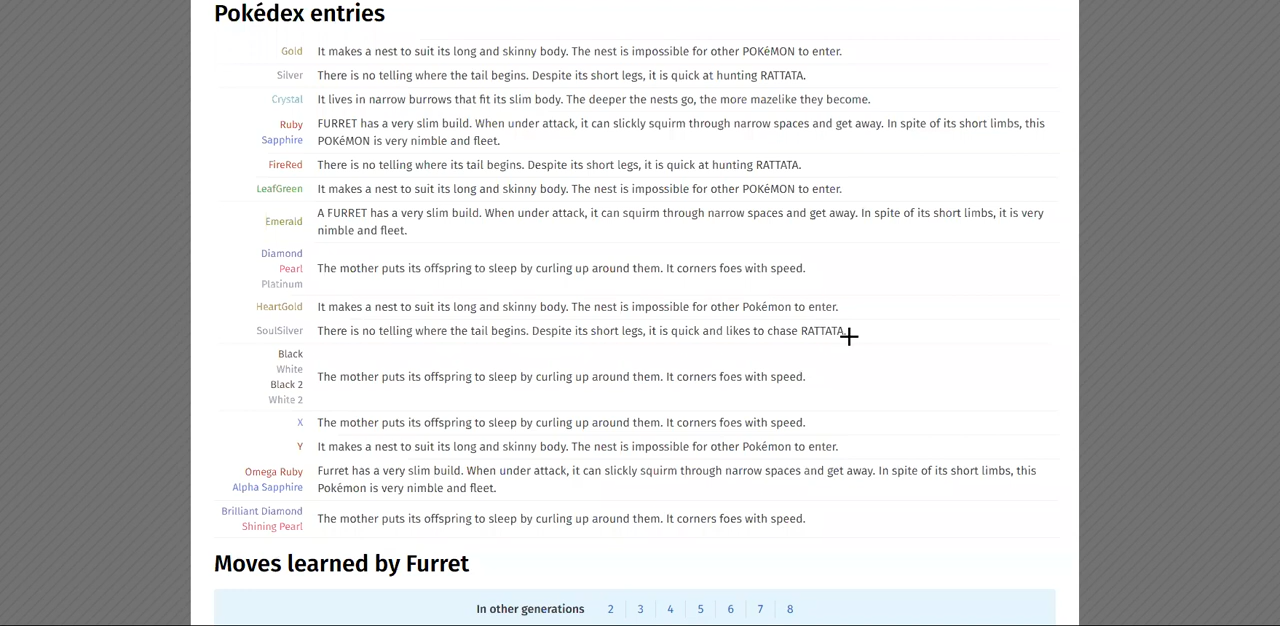 Pokédex entries
Gold It makes a nest to suit its long and skinny body. The nest is impossible for other POKéMON to enter.
Silver There is no telling where the tail begins. Despite its short legs, it is quick at hunting RATTATA.
Crystal It lives in narrow burrows that fit its slim body. The deeper the nests go, the more mazelike they become.
Ruby
Sapphire
FURRET has a very slim build. When under attack, it can slickly squirm through narrow spaces and get away. In spite of its short limbs, this
POKéMON is very nimble and fleet.
FireRed There is no telling where its tail begins. Despite its short legs, it is quick at hunting RATTATA.
LeafGreen It makes a nest to suit its long and skinny body. The nest is impossible for other POKéMON to enter.
Emerald
A FURRET has a very slim build. When under attack, it can squirm through narrow spaces and get away. In spite of its short limbs, it is very
nimble and fleet.
Diamond
Pearl
Platinum
The mother puts its offspring to sleep by curling up around them. It corners foes with speed.
HeartGold It makes a nest to suit its long and skinny body. The nest is impossible for other Pokémon to enter.
SoulSilver There is no telling where the tail begins. Despite its short legs, it is quick and likes to chase RATTATA.
Black
White
Black 2
White 2
The mother puts its offspring to sleep by curling up around them. It corners foes with speed.
X The mother puts its offspring to sleep by curling up around them. It corners foes with speed.
Y It makes a nest to suit its long and skinny body. The nest is impossible for other Pokémon to enter.
Omega Ruby
Alpha Sapphire
Furret has a very slim build. When under attack, it can slickly squirm through narrow spaces and get away. In spite of its short limbs, this
Pokémon is very nimble and fleet.
Brilliant Diamond
Shining Pearl
The mother puts its offspring to sleep by curling up around them. It corners foes with speed.
Moves learned by Furret
In other generations 2 3 4 5 6 7 8